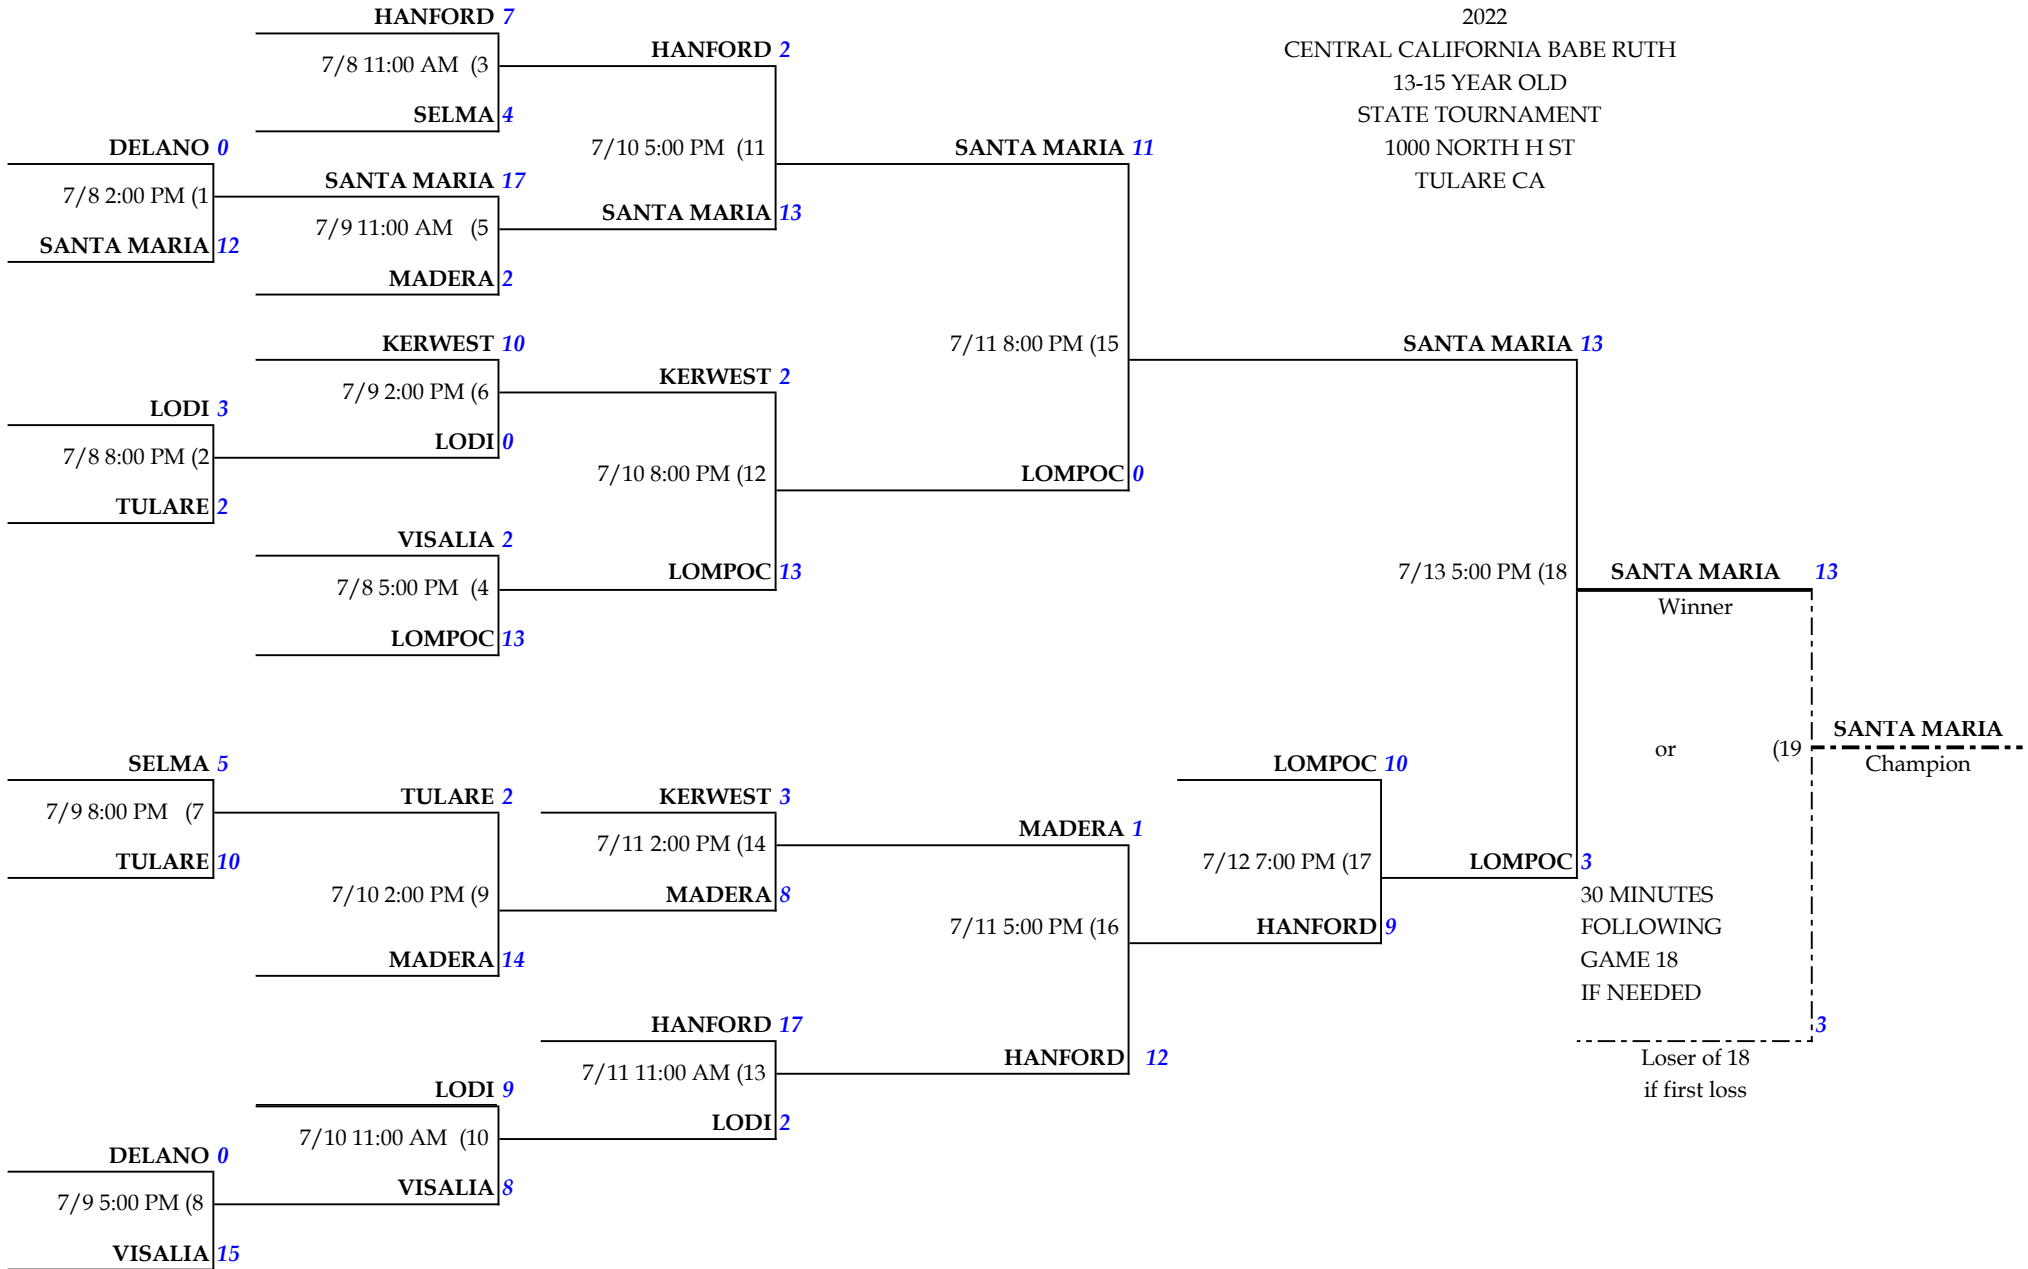 HANFORD 7
7/8 11:00 AM (3
SELMA 4
HANFORD 2
7/10 5:00 PM (11
SANTA MARIA 13
DELANO 0
7/8 2:00 PM (1
SANTA MARIA 12
SANTA MARIA 17
7/9 11:00 AM (5
MADERA 2
SANTA MARIA 11
7/11 8:00 PM (15
LOMPOC 0
2022
CENTRAL CALIFORNIA BABE RUTH
13-15 YEAR OLD
STATE TOURNAMENT
1000 NORTH H ST
TULARE CA
KERWEST 10
7/9 2:00 PM (6
LODI 0
LODI 3
7/8 8:00 PM (2
TULARE 2
KERWEST 2
7/10 8:00 PM (12
LOMPOC 13
VISALIA 2
7/8 5:00 PM (4
LOMPOC 13
SANTA MARIA 13
7/13 5:00 PM (18
LOMPOC 3
SANTA MARIA 13
Winner
or (19
SANTA MARIA
Champion
30 MINUTES
FOLLOWING
GAME 18
IF NEEDED
3
Loser of 18
if first loss
SELMA 5
7/9 8:00 PM (7
TULARE 10
TULARE 2
7/10 2:00 PM (9
MADERA 14
KERWEST 3
7/11 2:00 PM (14
MADERA 8
MADERA 1
7/11 5:00 PM (16
HANFORD 12
LOMPOC 10
7/12 7:00 PM (17
HANFORD 9
HANFORD 17
7/11 11:00 AM (13
LODI 2
LODI 9
7/10 11:00 AM (10
VISALIA 8
DELANO 0
7/9 5:00 PM (8
VISALIA 15